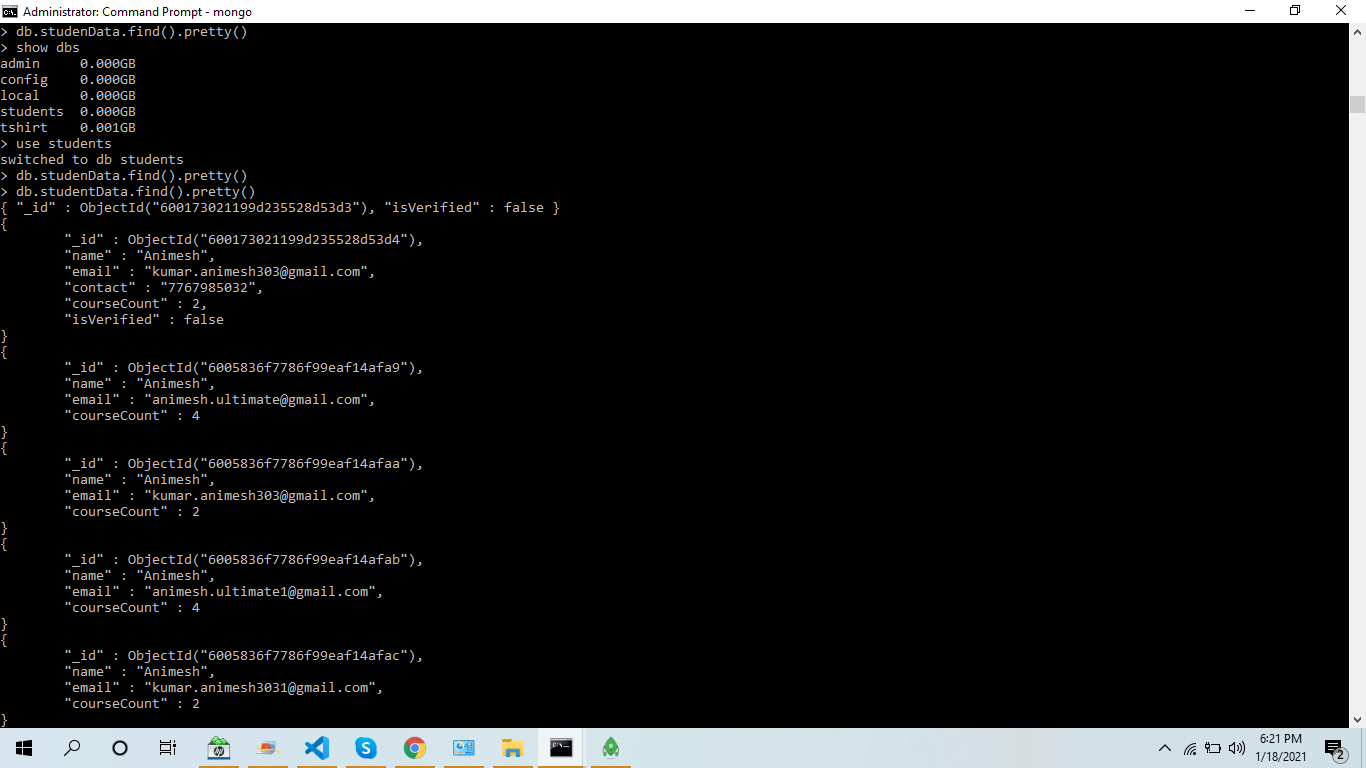 Administrator: Command Prompt - mongo
> db.studenData.find().pretty()
> show dbs
admin     0.000GB
config    0.000GB
local     0.000GB
students  0.000GB
tshirt    0.001GB
> use students
switched to db students
> db.studenData.find().pretty()
> db.studentData.find().pretty()
{ "_id" : ObjectId("600173021199d235528d53d3"), "isVerified" : false }
{
        "_id" : ObjectId("600173021199d235528d53d4"),
        "name" : "Animesh",
        "email" : "kumar.animesh303@gmail.com",
        "contact" : "7767985032",
        "courseCount" : 2,
        "isVerified" : false
}
{
        "_id" : ObjectId("6005836f7786f99eaf14afa9"),
        "name" : "Animesh",
        "email" : "animesh.ultimate@gmail.com",
        "courseCount" : 4
}
{
        "_id" : ObjectId("6005836f7786f99eaf14afaa"),
        "name" : "Animesh",
        "email" : "kumar.animesh303@gmail.com",
        "courseCount" : 2
}
{
        "_id" : ObjectId("6005836f7786f99eaf14afab"),
        "name" : "Animesh",
        "email" : "animesh.ultimate1@gmail.com",
        "courseCount" : 4
}
{
        "_id" : ObjectId("6005836f7786f99eaf14afac"),
        "name" : "Animesh",
        "email" : "kumar.animesh3031@gmail.com",
        "courseCount" : 2
}
6:21 PM
1/18/2021
2